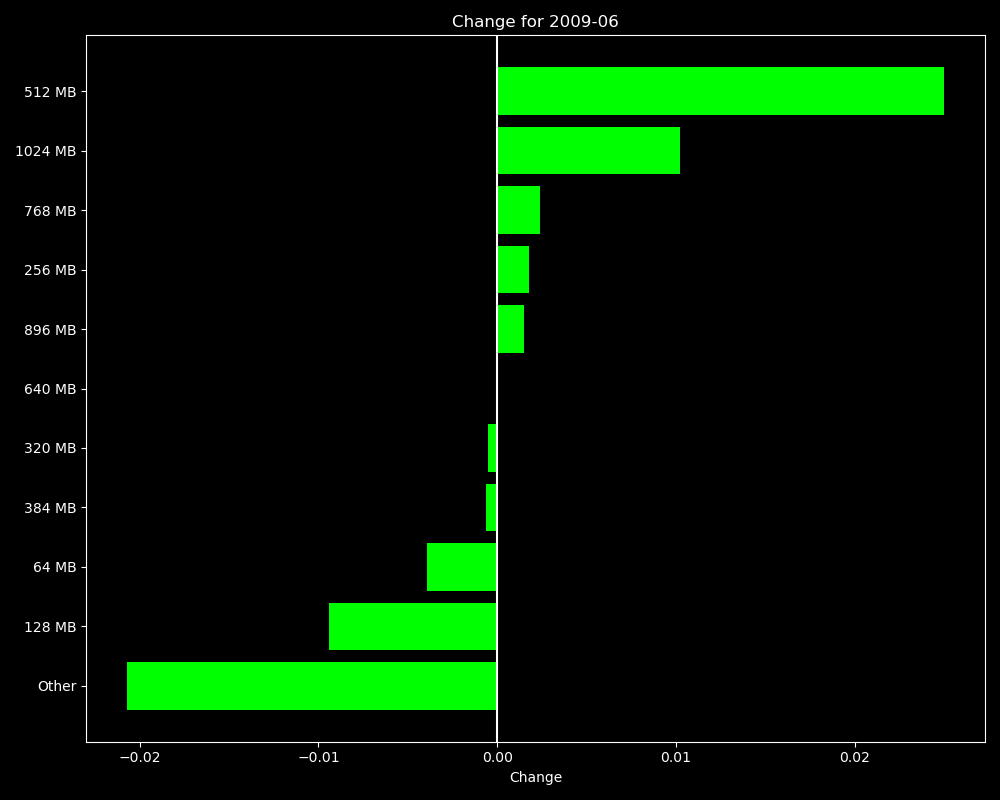 Change for 2009-06
512 MB
1024 MB
768 MB
256 MB
896 MB
640 MB
320 MB
384 MB
64 MB
128 MB
Other
−0.02 −0.01 0.00 0.01 0.02
Change